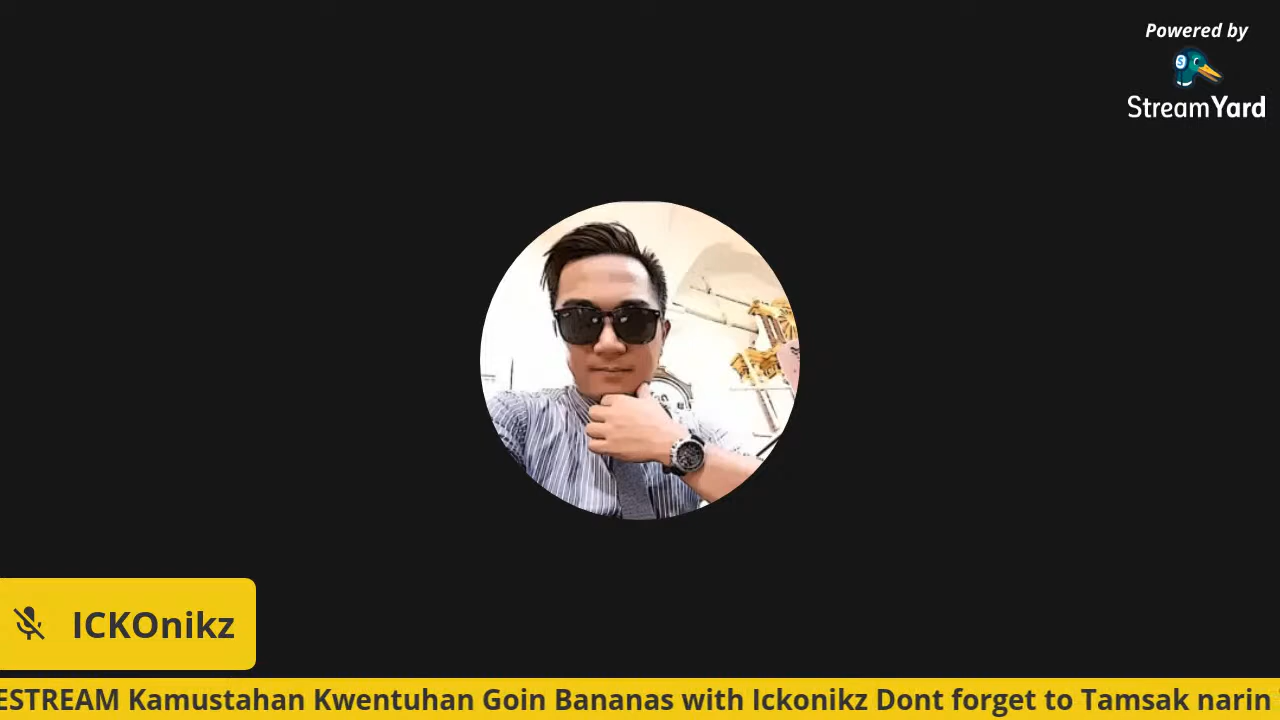 Powered by
StreamYard
ICKOnikz
ESTREAM Kamustahan Kwentuhan Goin Bananas with Ickonikz Dont forget to Tamsak narin